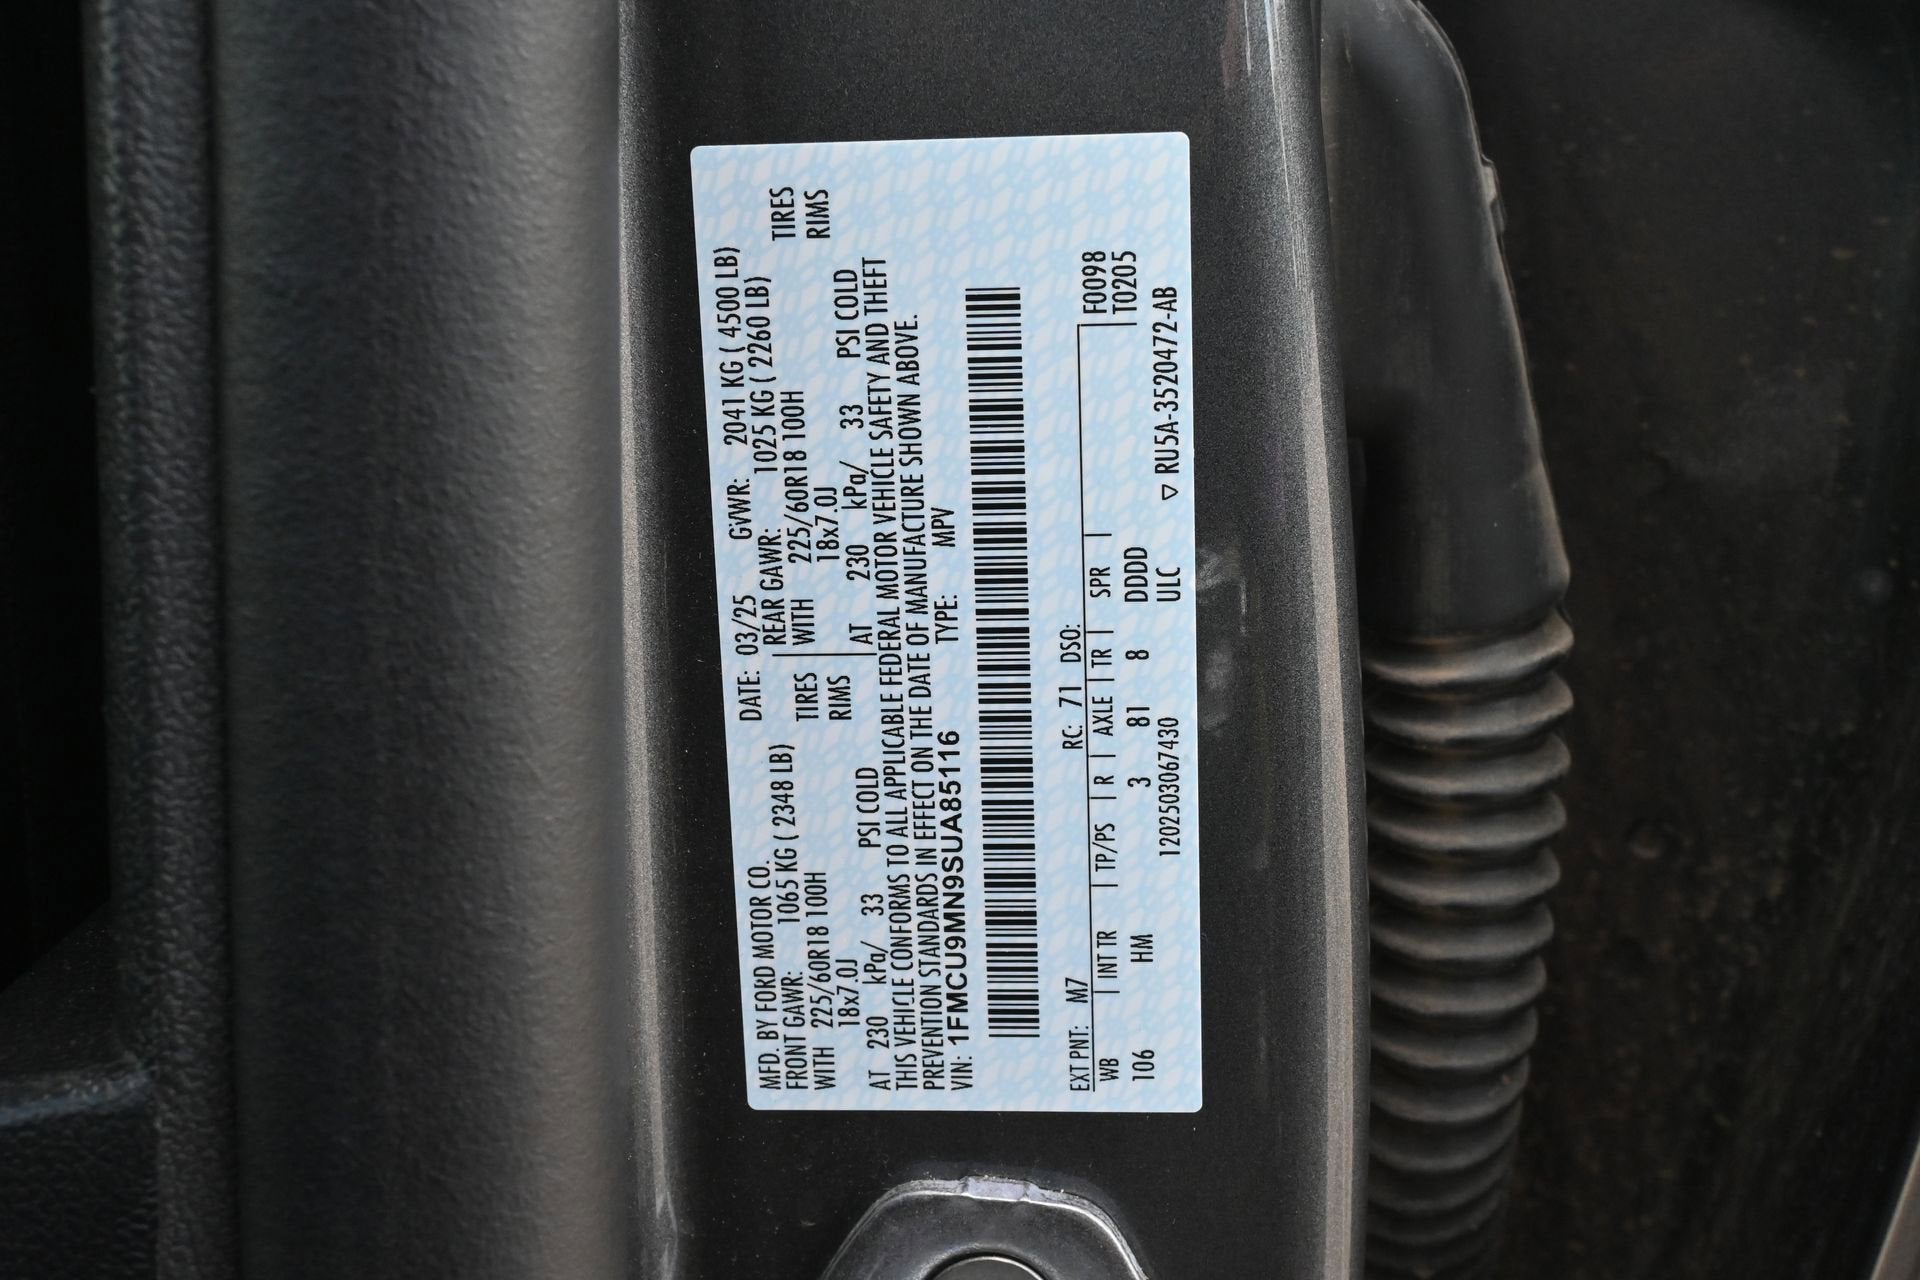 MFD. BY FORD MOTOR CO. DATE: 03/25 GVWR: 2041 KG ( 4500 LB)
FRONT GAWR: 1065 KG ( 2348 LB) REAR GAWR: 1025 KG ( 2260 LB)
WITH 225/60R18 100H TIRES WITH 225/60R18 100H TIRES
18x7.0J RIMS 18x7.0J RIMS
AT 230 kPa/ 33 PSI COLD AT 230 kPa/ 33 PSI COLD
THIS VEHICLE CONFORMS TO ALL APPLICABLE FEDERAL MOTOR VEHICLE SAFETY AND THEFT
PREVENTION STANDARDS IN EFFECT ON THE DATE OF MANUFACTURE SHOWN ABOVE.
VIN: 1FMCU9MN9SUA85116 TYPE: MPV
EXT PNT: M7 RC: 71 DSO: F0098
WB | INT TR | TP/PS | R | AXLE | TR | SPR | T0205
106 HM 3 81 8 DDDD
120250306​7430 ULC ▽ RU5A-3520472-AB